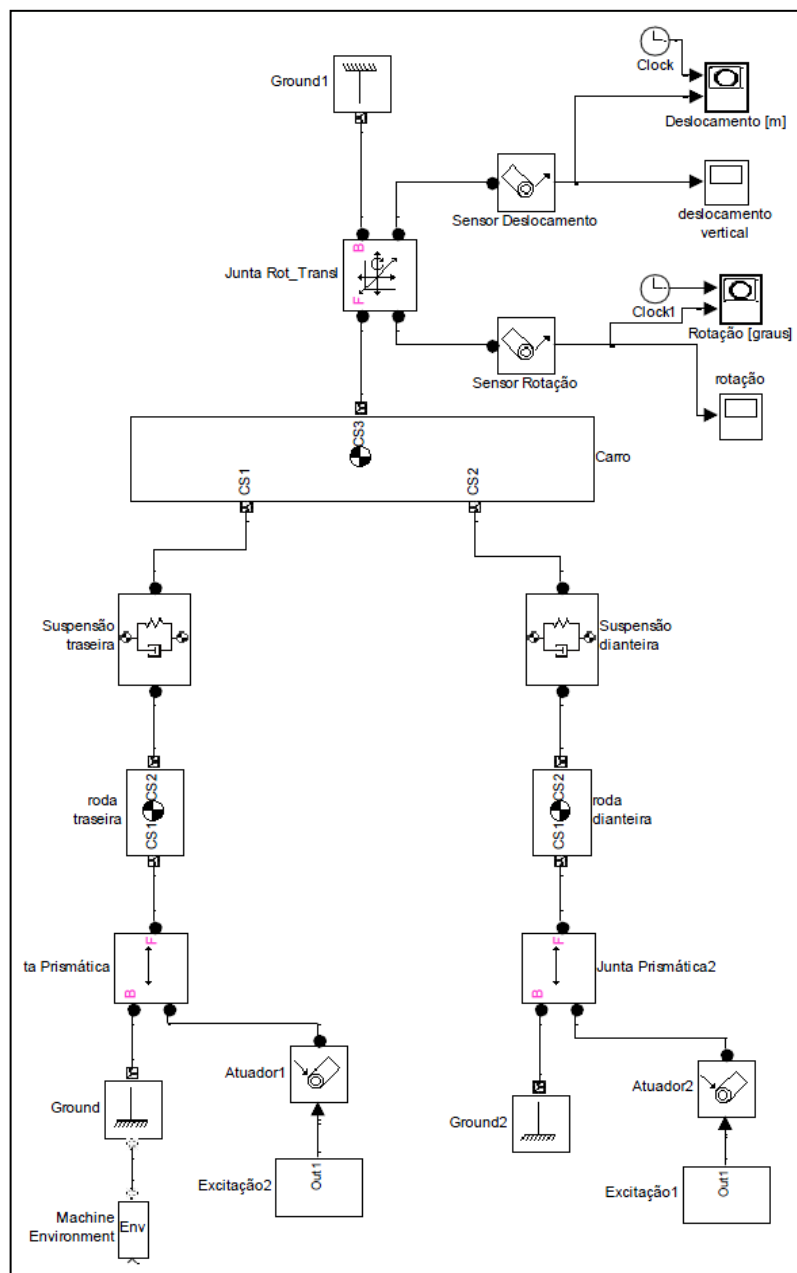 Ground1
Clock
Deslocamento [m]
Sensor Deslocamento
deslocamento
vertical
B
Junta Rot_Transl
F
Clock1
Rotação [graus]
Sensor Rotação
rotação
CS3
Carro
CS1
CS2
Suspensão
traseira
Suspensão
dianteira
CS2
roda
traseira
CS1
CS2
roda
dianteira
CS1
F
ta Prismática
B
F
Junta Prismática2
B
Atuador1
Ground
Atuador2
Ground2
Excitação2
Out1
Excitação1
Out1
Machine
Environment
Env